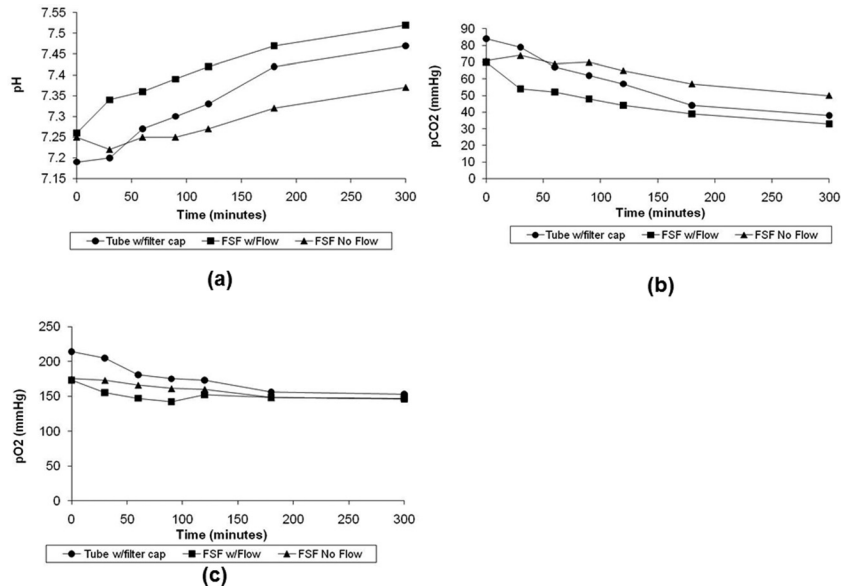 7.55
7.5
7.45
7.4
7.35
7.3
7.25
7.2
7.15
pH
0 50 100 150 200 250 300
Time (minutes)
Tube w/filter cap FSF w/Flow FSF No Flow
(a)
90
80
70
60
50
40
30
20
10
0
pCO2 (mmHg)
0 50 100 150 200 250 300
Time (minutes)
Tube w/filter cap FSF w/Flow FSF No Flow
(b)
250
200
150
100
50
0
pO2 (mmHg)
0 50 100 150 200 250 300
Time (minutes)
Tube w/filter cap FSF w/Flow FSF No Flow
(c)